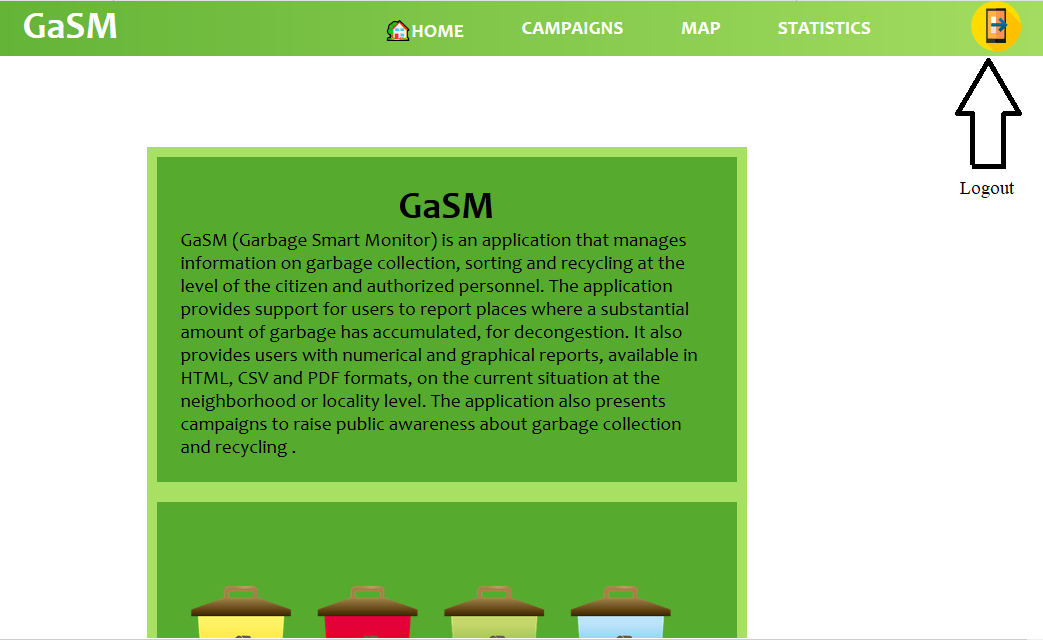 GaSM
HOME
CAMPAIGNS
MAP
STATISTICS
Logout
GaSM
GaSM (Garbage Smart Monitor) is an application that manages
information on garbage collection, sorting and recycling at the
level of the citizen and authorized personnel. The application
provides support for users to report places where a substantial
amount of garbage has accumulated, for decongestion. It also
provides users with numerical and graphical reports, available in
HTML, CSV and PDF formats, on the current situation at the
neighborhood or locality level. The application also presents
campaigns to raise public awareness about garbage collection
and recycling .